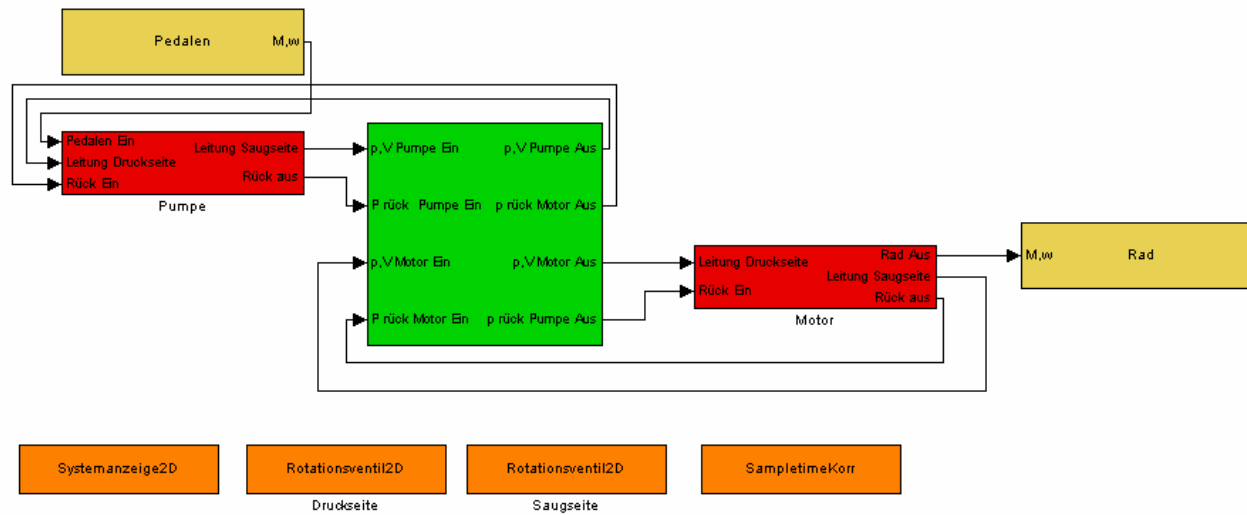 Pedalen M,w
Pedalen Ein
Leitung Druckseite
Rück Ein
Leitung Saugseite
Rück aus
Pumpe
p,V Pumpe Ein
P rück Pumpe Ein
p,V Motor Ein
P rück Motor Ein
p,V Pumpe Aus
p rück Motor Aus
p,V Motor Aus
p rück Pumpe Aus
Leitung Druckseite
Rück Ein
Rad Aus
Leitung Saugseite
Rück aus
Motor
M,w Rad
Systemanzeige2D
Rotationsventil2D
Druckseite
Rotationsventil2D
Saugseite
SampletimeKorr